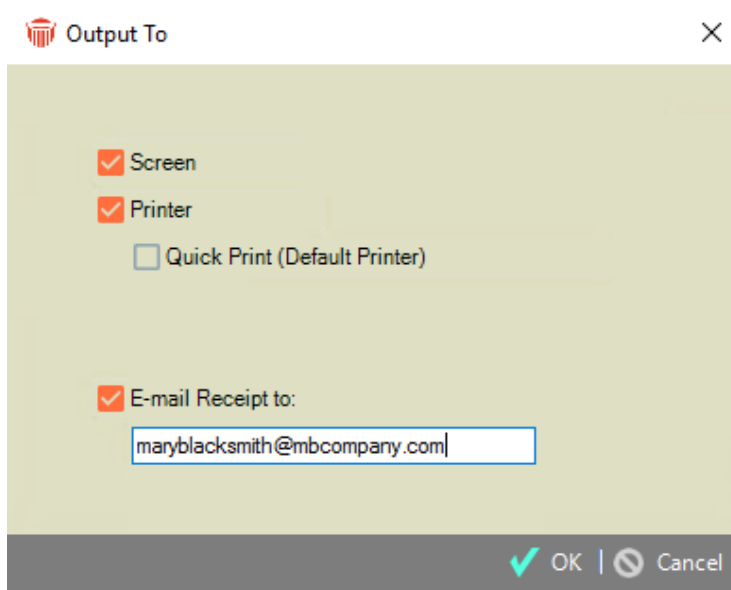 Output To
Screen
Printer
Quick Print (Default Printer)
E-mail Receipt to:
maryblacksmith@mbcompany.com
OK | Cancel